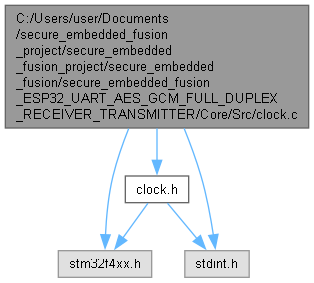 C:/Users/user/Documents
/secure_embedded_fusion
_project/secure_embedded
_fusion_project/secure_embedded
_fusion/secure_embedded_fusion
_ESP32_UART_AES_GCM_FULL_DUPLEX
_RECEIVER_TRANSMITTER/Core/Src/clock.c
clock.h
stm32f4xx.h
stdint.h